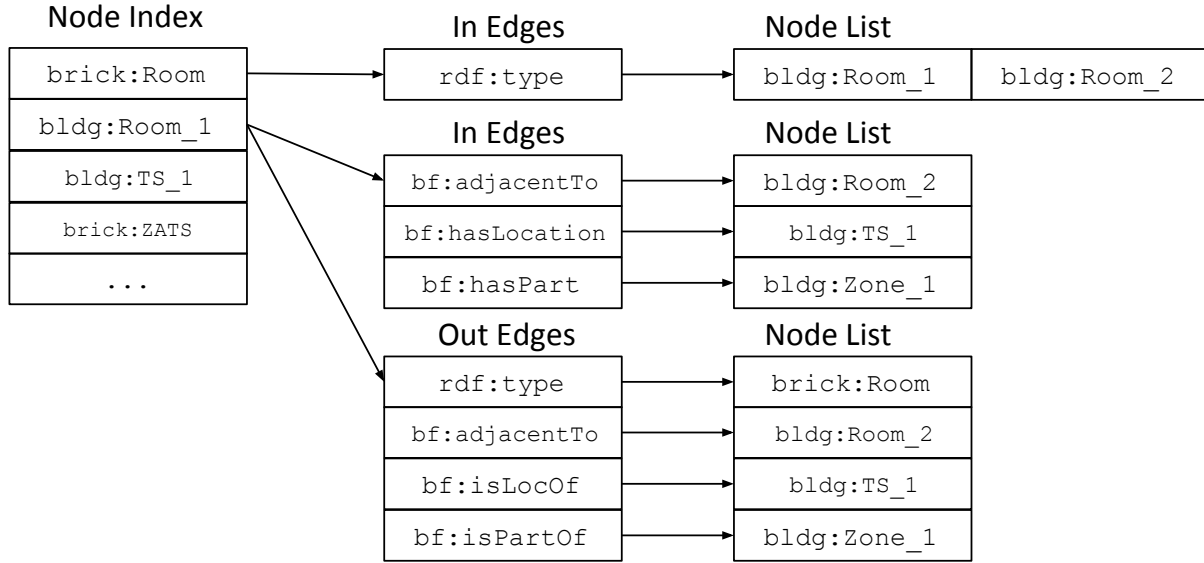 Node Index
In Edges
Node List
brick:Room
rdf:type
bldg:Room_1
bldg:Room_2
bldg:Room_1
In Edges
Node List
bldg:TS_1
bf:adjacentTo
bldg:Room_2
brick:ZATS
bf:hasLocation
bldg:TS_1
...
bf:hasPart
bldg:Zone_1
Out Edges
Node List
rdf:type
brick:Room
bf:adjacentTo
bldg:Room_2
bf:isLocOf
bldg:TS_1
bf:isPartOf
bldg:Zone_1